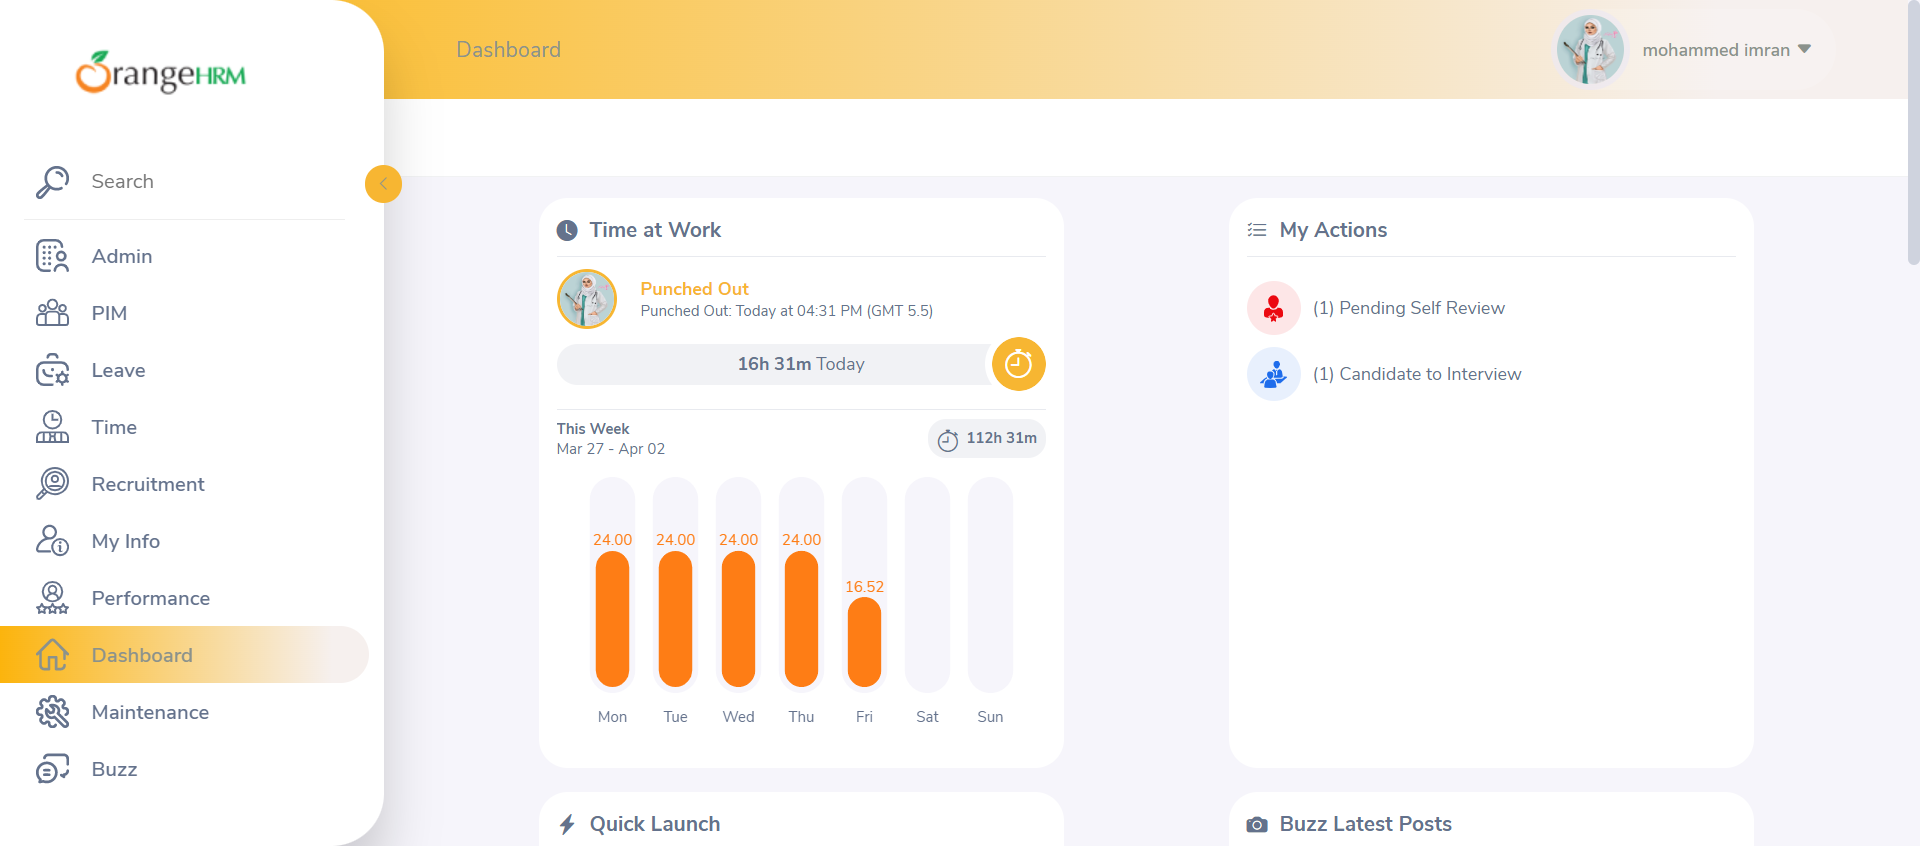 OrangeHRM
Search
Admin
PIM
Leave
Time
Recruitment
My Info
Performance
Dashboard
Maintenance
Buzz
Dashboard
mohammed imran
Time at Work
Punched Out
Punched Out: Today at 04:31 PM (GMT 5.5)
16h 31m Today
This Week
Mar 27 - Apr 02
112h 31m
24.00 24.00 24.00 24.00
16.52
Mon Tue Wed Thu Fri Sat Sun
My Actions
(1) Pending Self Review
(1) Candidate to Interview
Quick Launch
Buzz Latest Posts